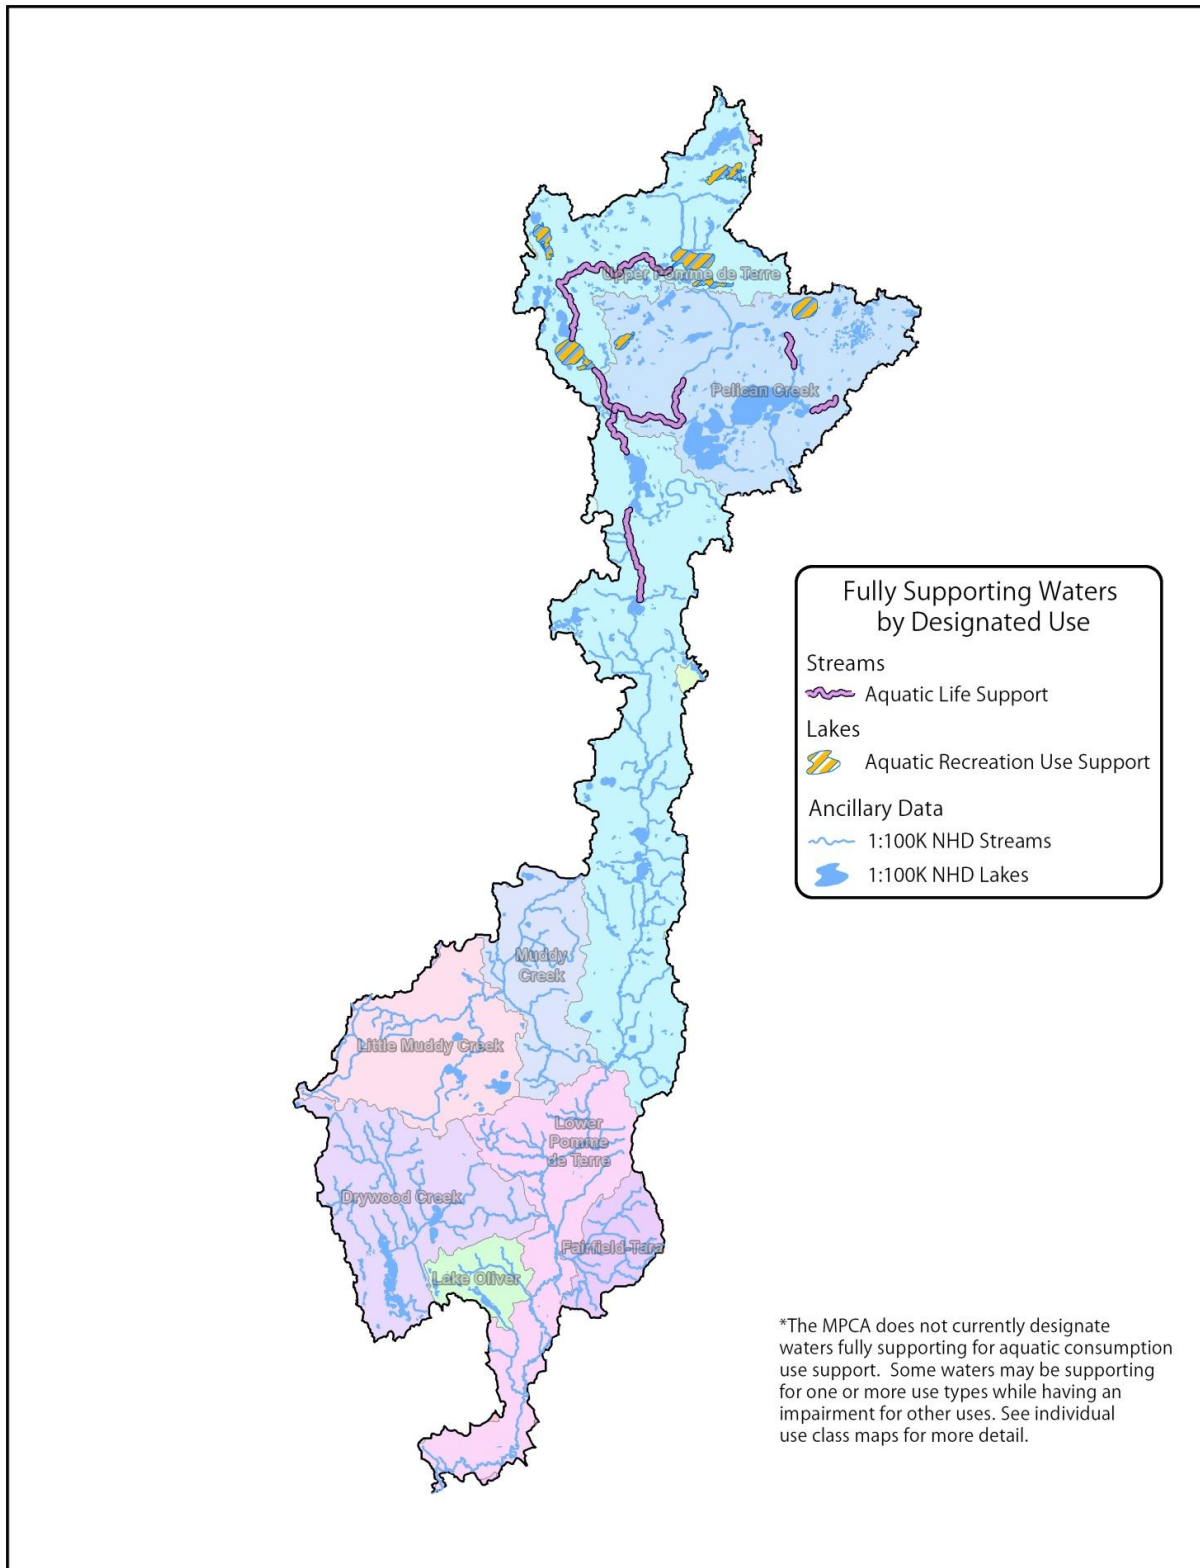 Upper Pomme de Terre
Pelican Creek
Fully Supporting Waters
by Designated Use
Streams
Aquatic Life Support
Lakes
Aquatic Recreation Use Support
Ancillary Data
1:100K NHD Streams
1:100K NHD Lakes
Muddy
Creek
Little Muddy Creek
Lower
Pomme
de Terre
Drywood Creek
Fairfield-Tara
Lake Oliver
*The MPCA does not currently designate
waters fully supporting for aquatic consumption
use support. Some waters may be supporting
for one or more use types while having an
impairment for other uses. See individual
use class maps for more detail.